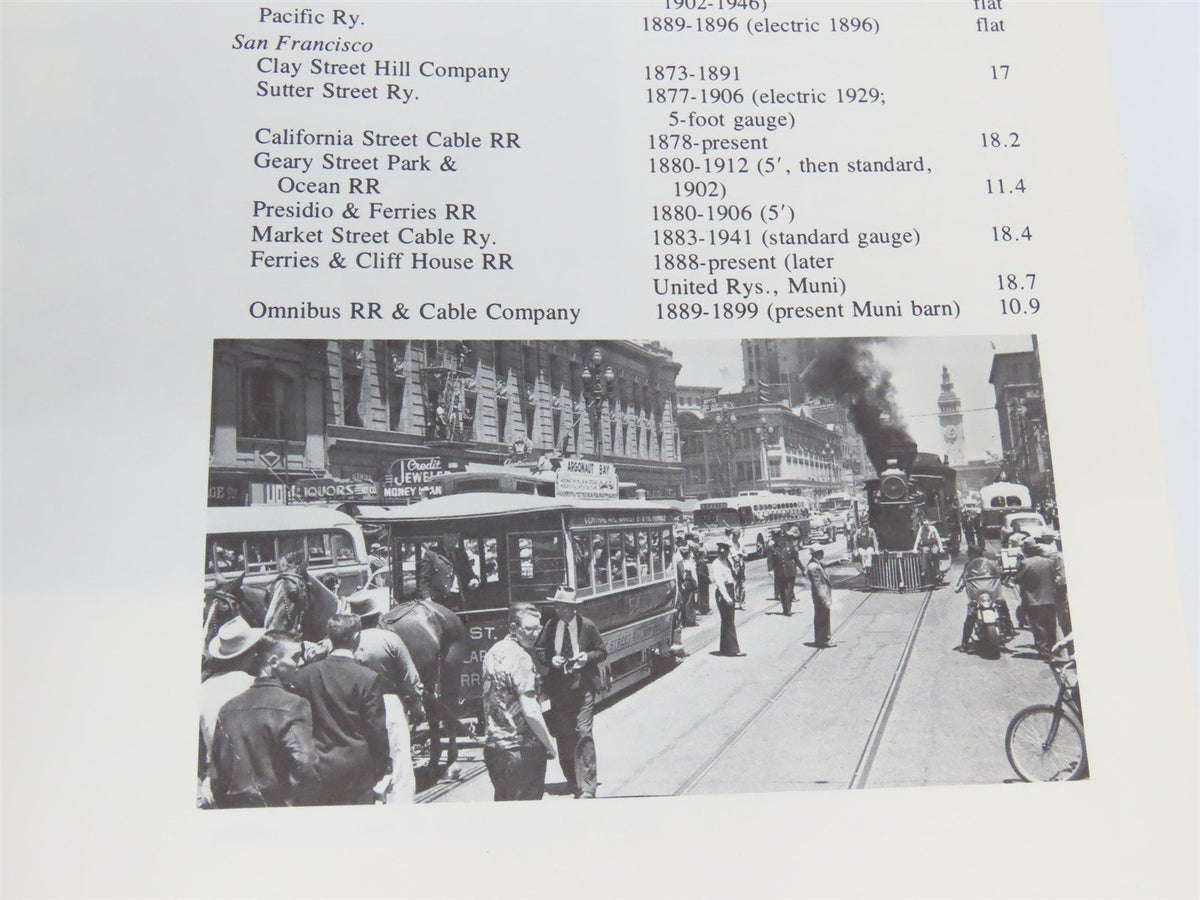 1902-1946) flat
Pacific Ry. 1889-1896 (electric 1896) flat
San Francisco
Clay Street Hill Company 1873-1891 17
Sutter Street Ry. 1877-1906 (electric 1929;
5-foot gauge)
California Street Cable RR 1878-present 18.2
Geary Street Park & 1880-1912 (5′, then standard,
Ocean RR 1902) 11.4
Presidio & Ferries RR 1880-1906 (5′)
Market Street Cable Ry. 1883-1941 (standard gauge) 18.4
Ferries & Cliff House RR 1888-present (later
United Rys., Muni) 18.7
Omnibus RR & Cable Company 1889-1899 (present Muni barn) 10.9
Credit
JEWELER
MONEY LOAN
LIQUORS
ARGONAUT BAY
ST.
RR